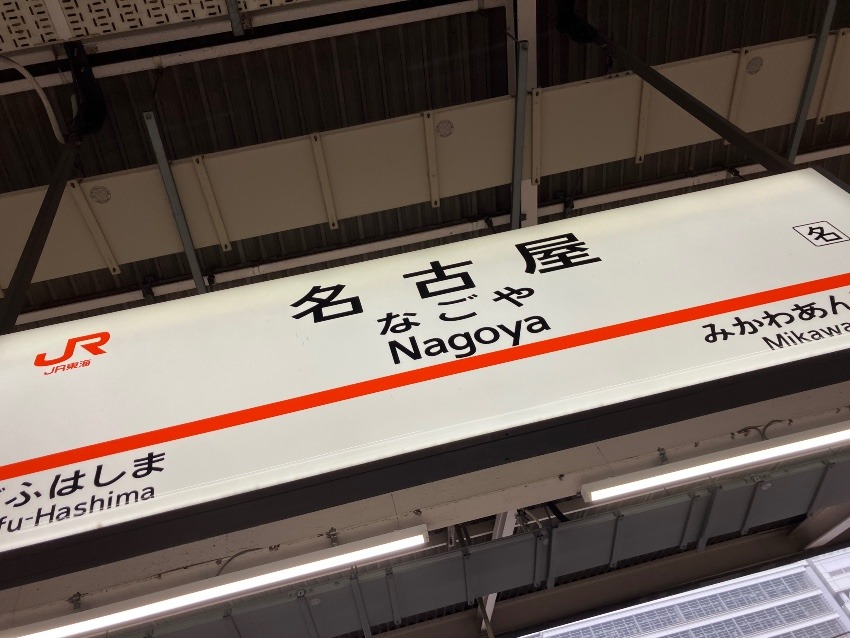 名古屋
なごや
Nagoya
名
JR
JR東海
ふはしま
fu-Hashima
みかわあん
Mikawa